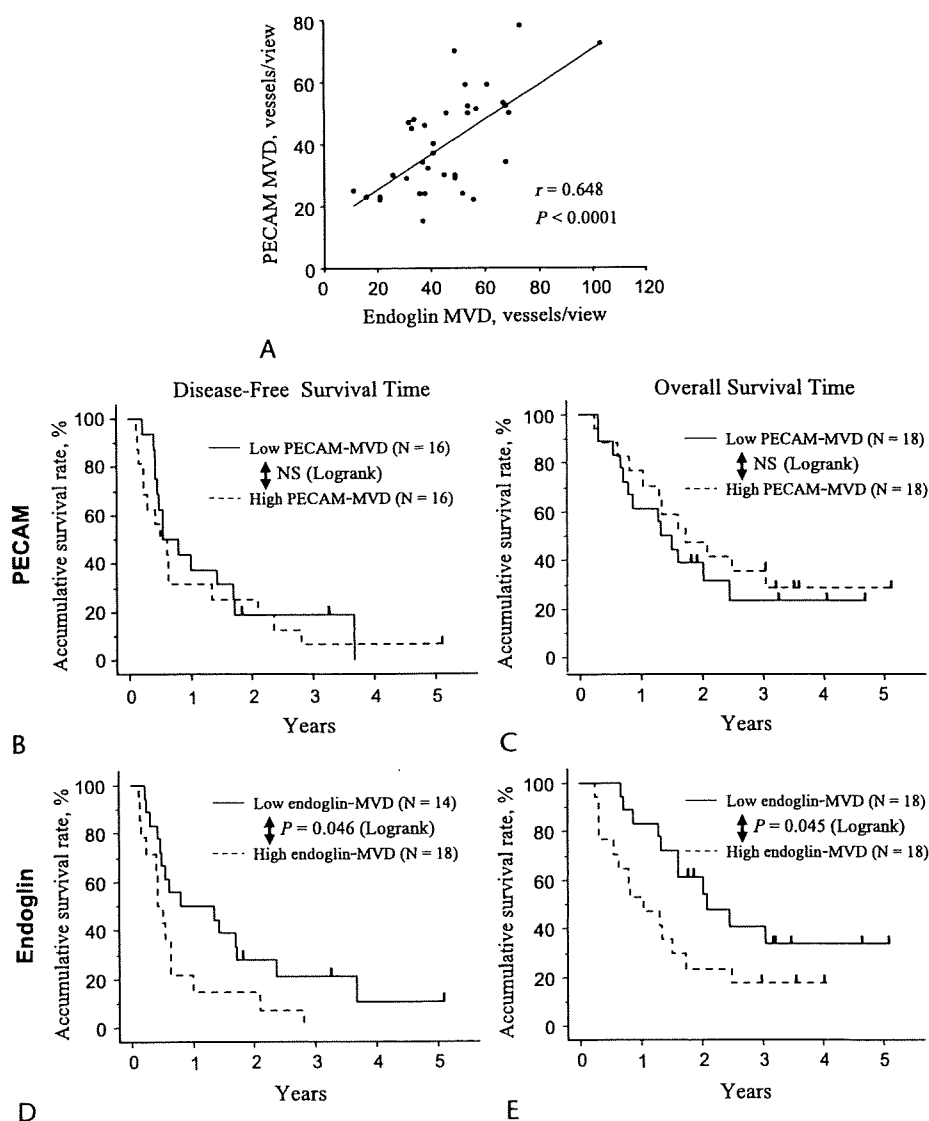 80
60
40
20
0
PECAM MVD, vessels/view
r = 0.648
P < 0.0001
0 20 40 60 80 100 120
Endoglin MVD, vessels/view
A
Disease-Free Survival Time
Overall Survival Time
PECAM
Accumulative survival rate, %
100
80
60
40
20
0
Low PECAM-MVD (N = 16)
NS (Logrank)
High PECAM-MVD (N = 16)
0 1 2 3 4 5
Years
B
Accumulative survival rate, %
100
80
60
40
20
0
Low PECAM-MVD (N = 18)
NS (Logrank)
High PECAM-MVD (N = 18)
0 1 2 3 4 5
Years
C
Endoglin
Accumulative survival rate, %
100
80
60
40
20
0
Low endoglin-MVD (N = 14)
P = 0.046 (Logrank)
High endoglin-MVD (N = 18)
0 1 2 3 4 5
Years
D
Accumulative survival rate, %
100
80
60
40
20
0
Low endoglin-MVD (N = 18)
P = 0.045 (Logrank)
High endoglin-MVD (N = 18)
0 1 2 3 4 5
Years
E